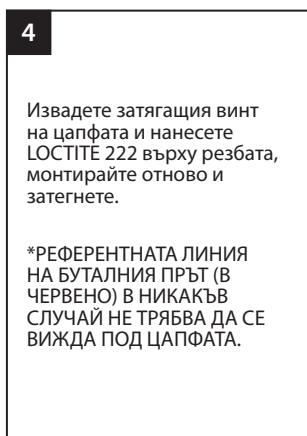 4
Извадете затягащия винт
на цапфата и нанесете
LOCTITE 222 върху резбата,
монтирайте отново и
затегнете.
*РЕФЕРЕНТНАТА ЛИНИЯ
НА БУТАЛНИЯ ПРЪТ (В
ЧЕРВЕНО) В НИКАКЪВ
СЛУЧАЙ НЕ ТРЯБВА ДА СЕ
ВИЖДА ПОД ЦАПФАТА.